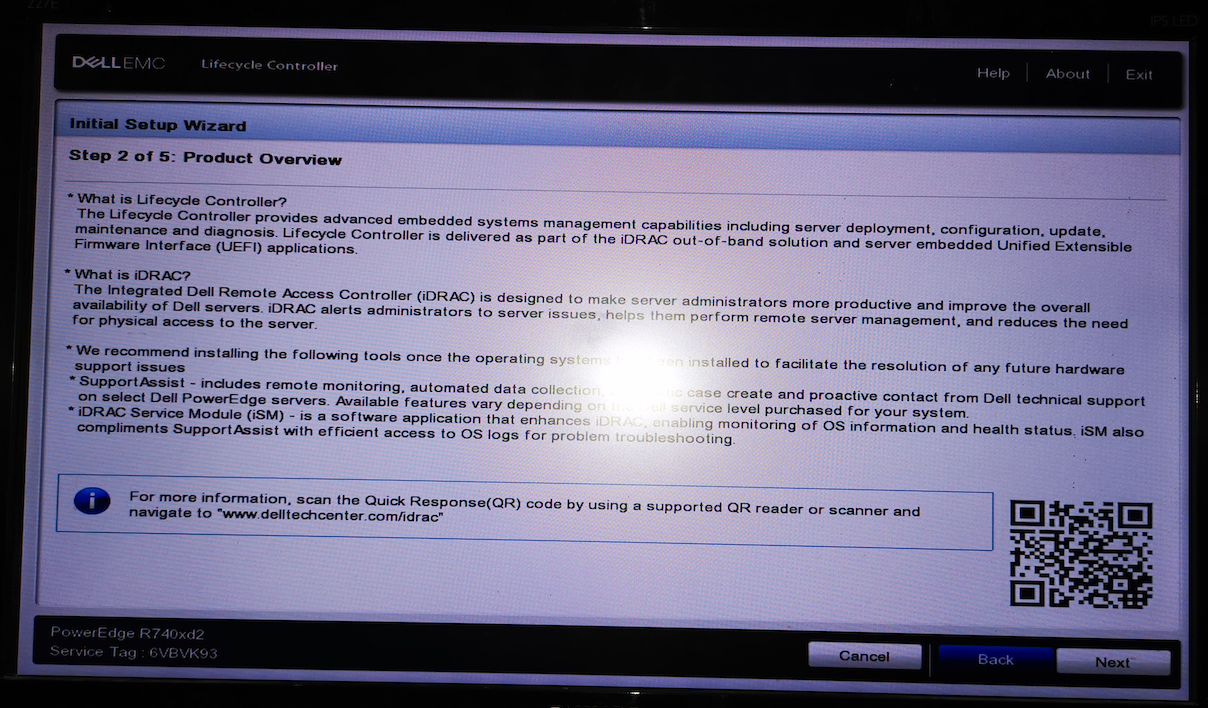 DELLEMC Lifecycle Controller Help About Exit
Initial Setup Wizard
Step 2 of 5: Product Overview
* What is Lifecycle Controller?
The Lifecycle Controller provides advanced embedded systems management capabilities including server deployment, configuration, update,
maintenance and diagnosis. Lifecycle Controller is delivered as part of the iDRAC out-of-band solution and server embedded Unified Extensible
Firmware Interface (UEFI) applications.
* What is iDRAC?
The Integrated Dell Remote Access Controller (iDRAC) is designed to make server administrators more productive and improve the overall
availability of Dell servers. iDRAC alerts administrators to server issues, helps them perform remote server management, and reduces the need
for physical access to the server.
* We recommend installing the following tools once the operating systems installed to facilitate the resolution of any future hardware
support issues
* SupportAssist - includes remote monitoring, automated data collection, case create and proactive contact from Dell technical support
on select Dell PowerEdge servers. Available features vary depending on service level purchased for your system.
* iDRAC Service Module (iSM) - is a software application that enhances iDRAC, enabling monitoring of OS information and health status. iSM also
compliments SupportAssist with efficient access to OS logs for problem troubleshooting.
i
For more information, scan the Quick Response(QR) code by using a supported QR reader or scanner and
navigate to "www.delltechcenter.com/idrac"
PowerEdge R740xd2
Service Tag : 6VBVK93
Cancel Back Next
IPS LED